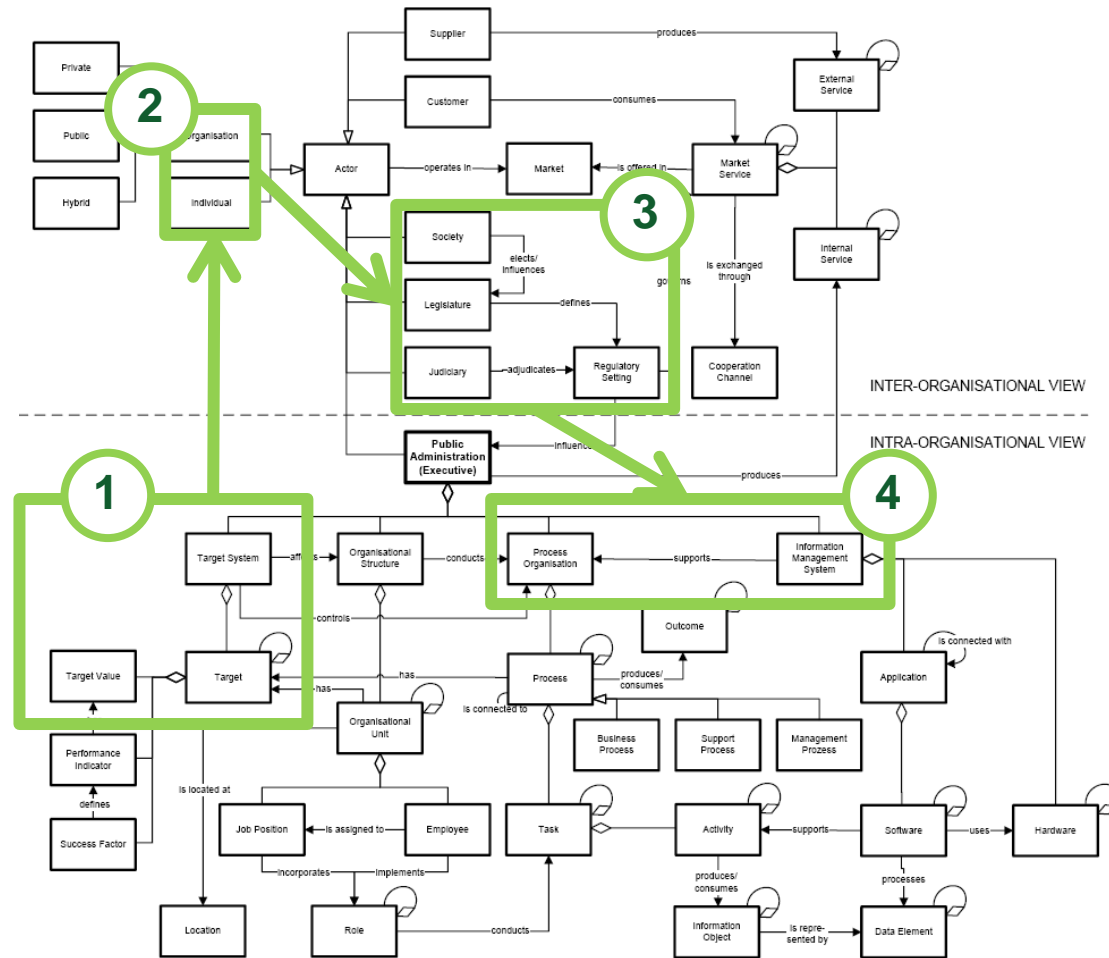 Supplier
produces
Private
External
Service
2
Customer
consumes
Public
Organisation
Actor
operates in
Market
is offered in
Market
Service
Hybrid
Individual
3
Society
elects/
influences
Is exchanged
through
Internal
Service
governs
Legislature
defines
Judiciary
adjudicates
Regulatory
Setting
Cooperation
Channel
INTER-ORGANISATIONAL VIEW
INTRA-ORGANISATIONAL VIEW
Public
Administration
(Executive)
produces
1
4
Target System
Organisational
Structure
conducts
Process
Organisation
supports
Information
Management
System
controls
Outcome
is connected with
Target Value
Target
has
has
Process
produces/
consumes
Application
is connected to
Organisational
Unit
Performance
Indicator
Business
Process
Support
Process
Management
Prozess
is located at
defines
Success Factor
Job Position
is assigned to
Employee
Task
Activity
supports
Software
uses
Hardware
incorporates
implements
produces/
consumes
processes
Location
Role
conducts
Information
Object
is repre-
sented by
Data Element